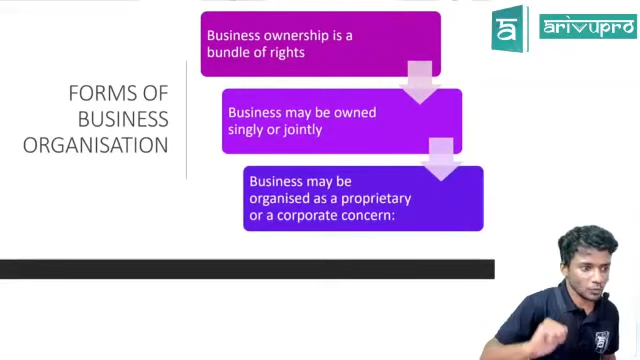 Business ownership is a
bundle of rights
FORMS OF
BUSINESS
ORGANISATION
Business may be owned
singly or jointly
Business may be
organised as a proprietary
or a corporate concern:
arivupro